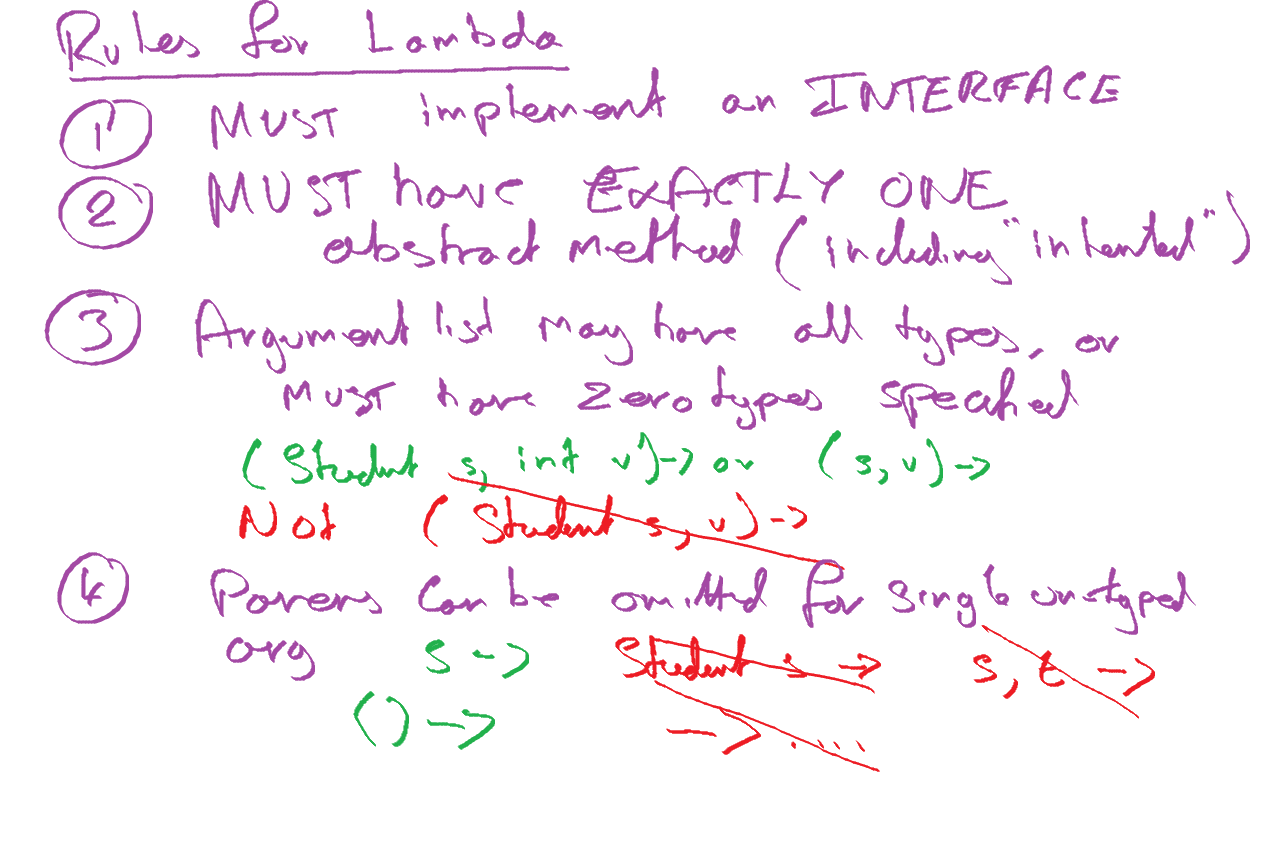 Rules for Lambda
1 MUST implement an INTERFACE
2 MUST have EXACTLY ONE
abstract method (including "inherited")
3 Argument list may have all types, or
MUST have zero types specified
(Student s, int v) -> or (s, v) ->
Not (Student s, v) ->
4 Parens can be omitted for single un-typed
arg s -> Student s -> s, t ->
() -> -> ....